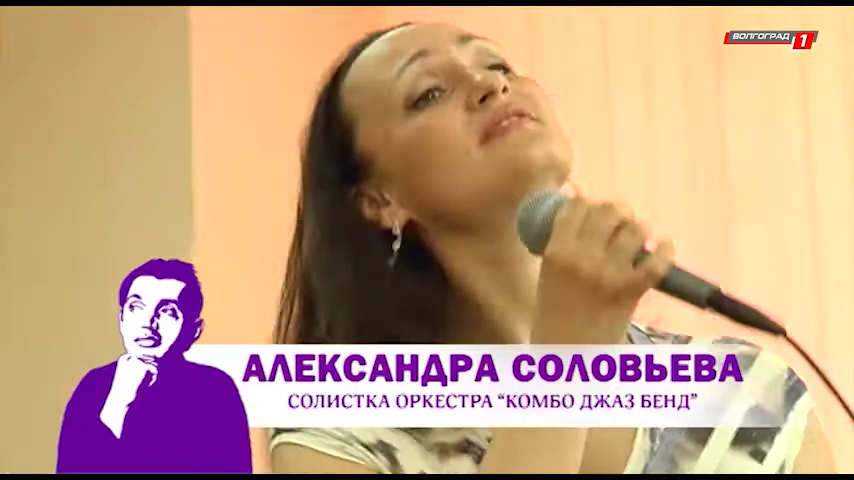 ВОЛГОГРАД 1
АЛЕКСАНДРА СОЛОВЬЕВА
СОЛИСТКА ОРКЕСТРА “КОМБО ДЖАЗ БЕНД”